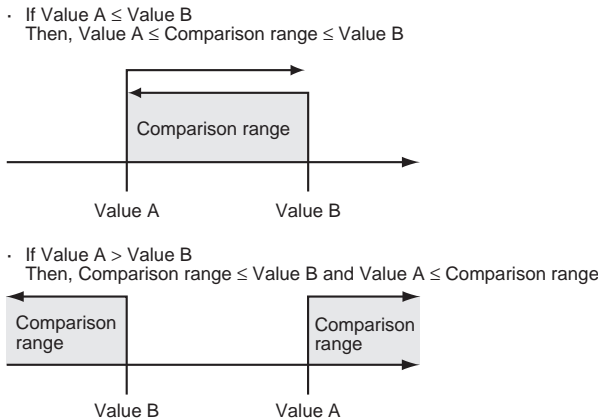 · If Value A ≤ Value B
Then, Value A ≤ Comparison range ≤ Value B
Comparison range
Value A
Value B
· If Value A > Value B
Then, Comparison range ≤ Value B and Value A ≤ Comparison range
Comparison
range
Comparison
range
Value B
Value A